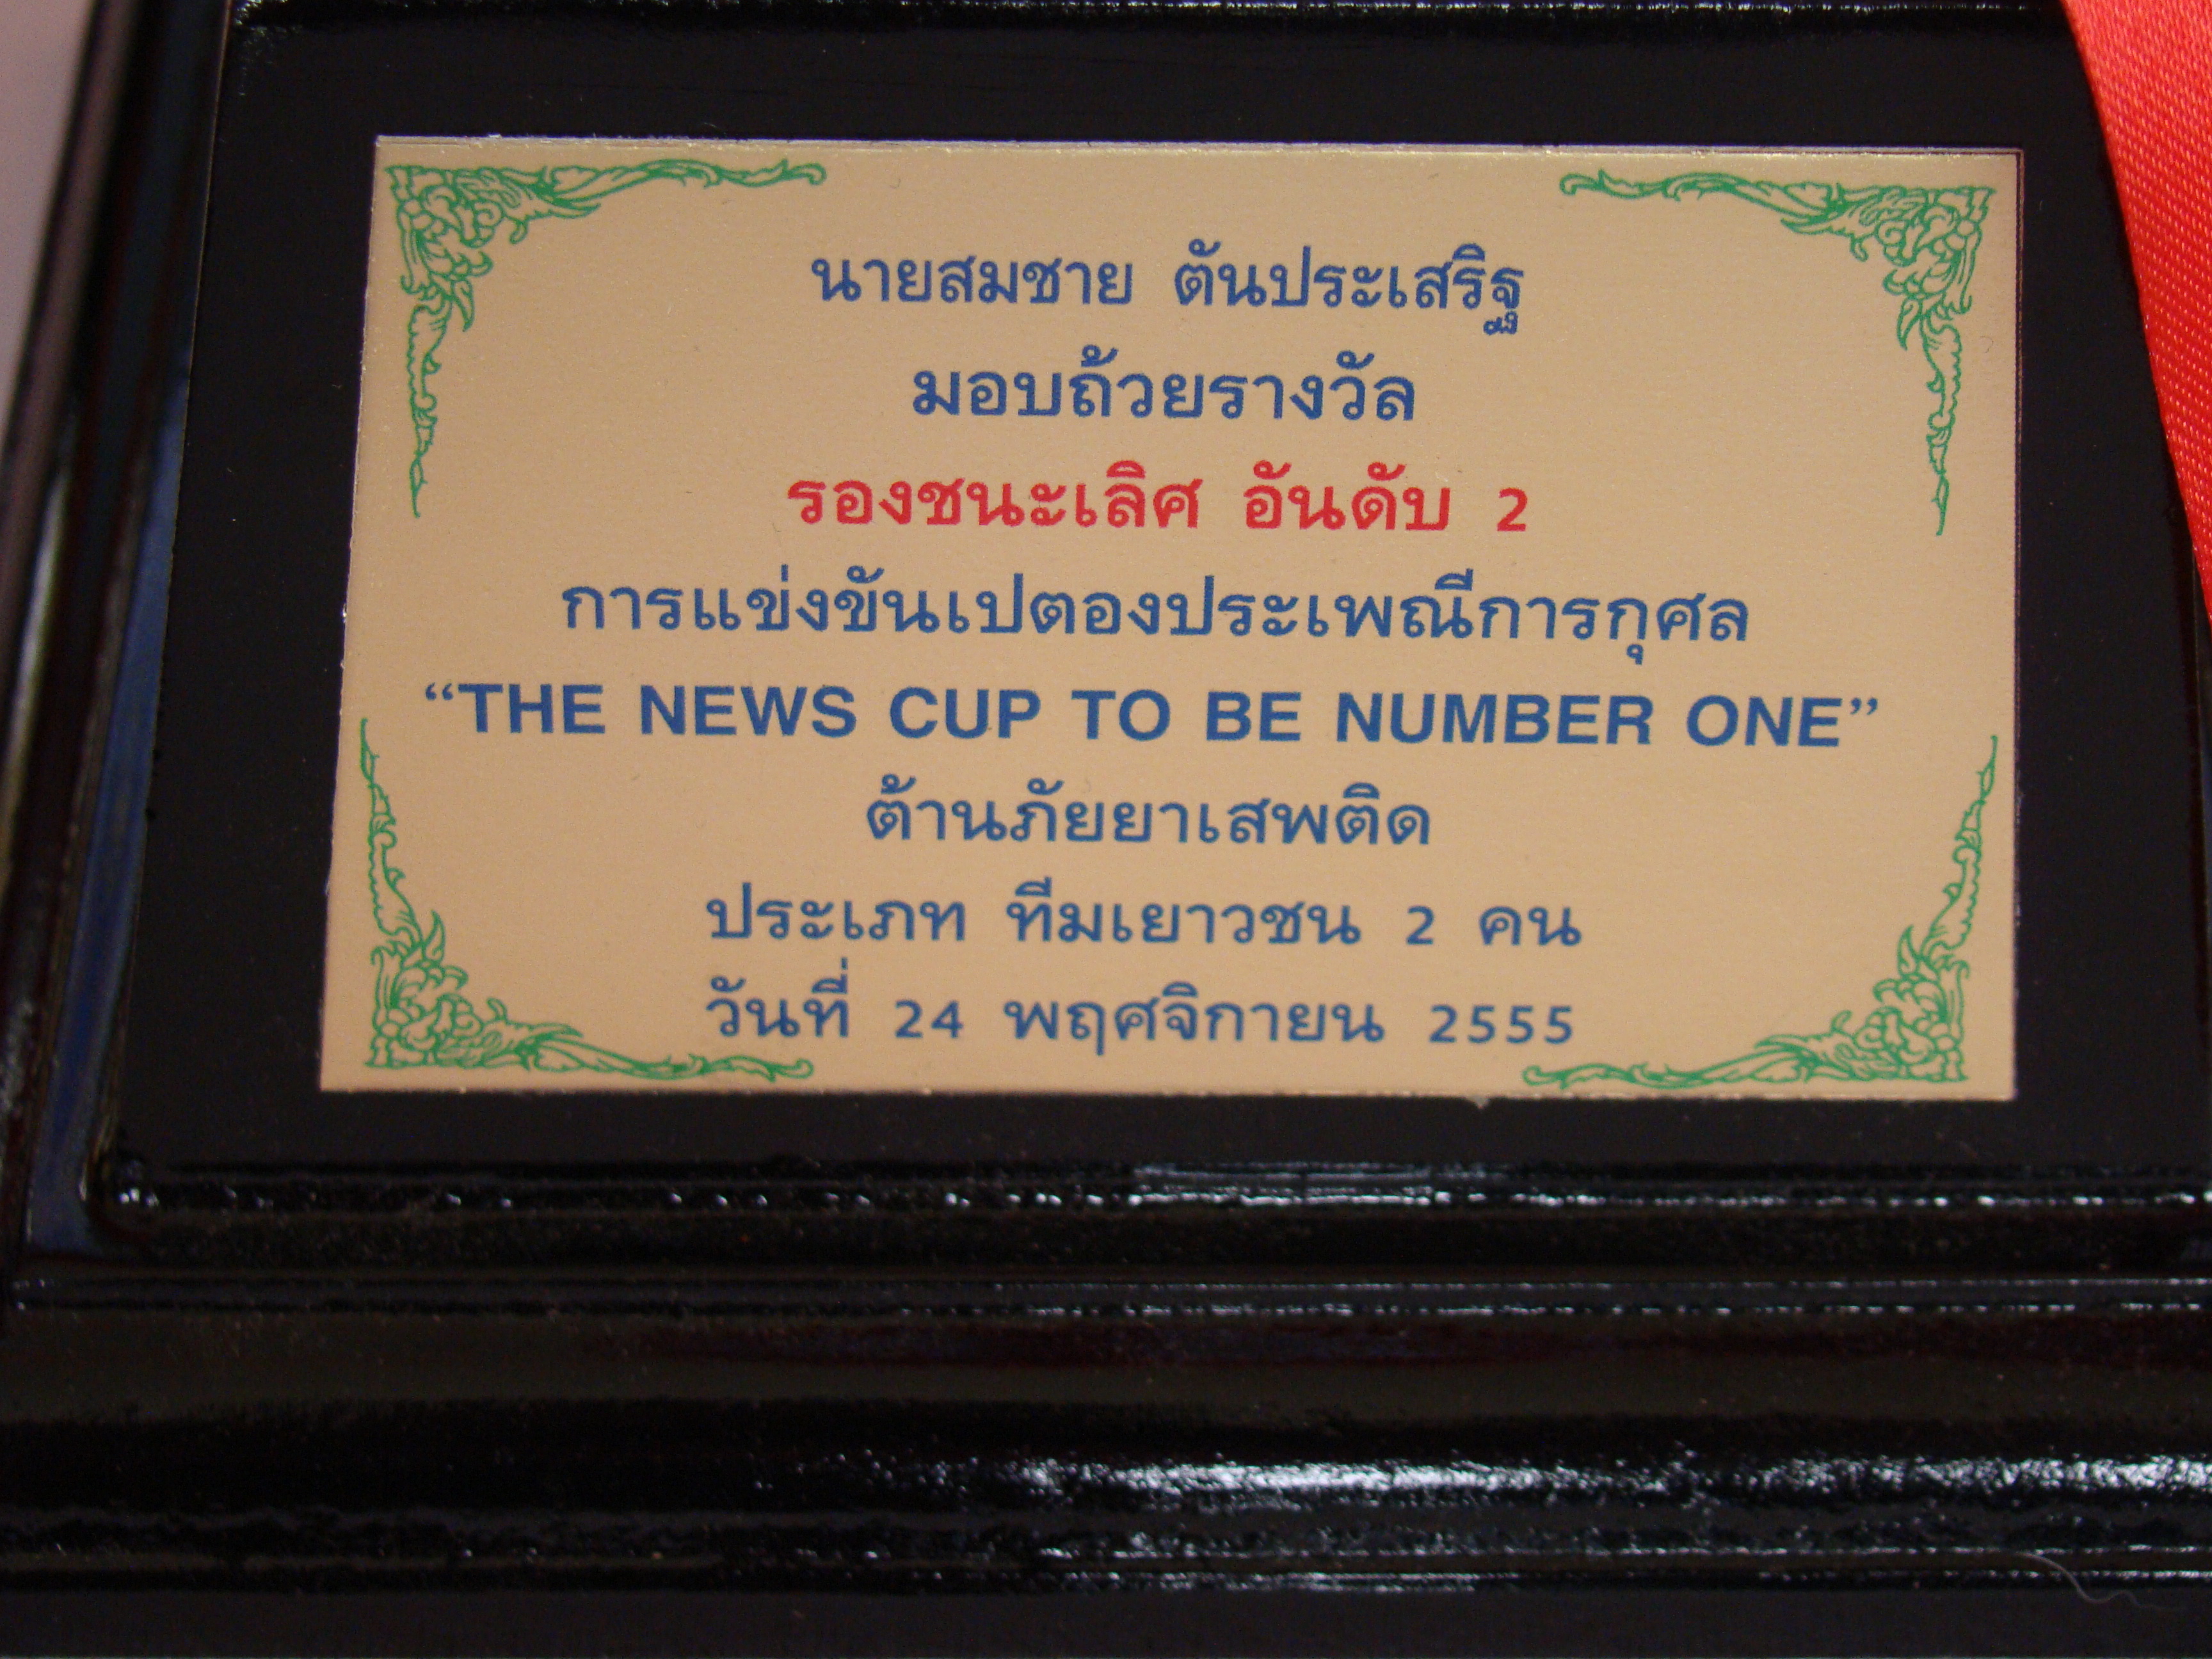 นายสมชาย ตันประเสริฐ
มอบถ้วยรางวัล
รองชนะเลิศ อันดับ 2
การแข่งขันเปตองประเพณีการกุศล
“THE NEWS CUP TO BE NUMBER ONE”
ต้านภัยยาเสพติด
ประเภท ทีมเยาวชน 2 คน
วันที่ 24 พฤศจิกายน 2555